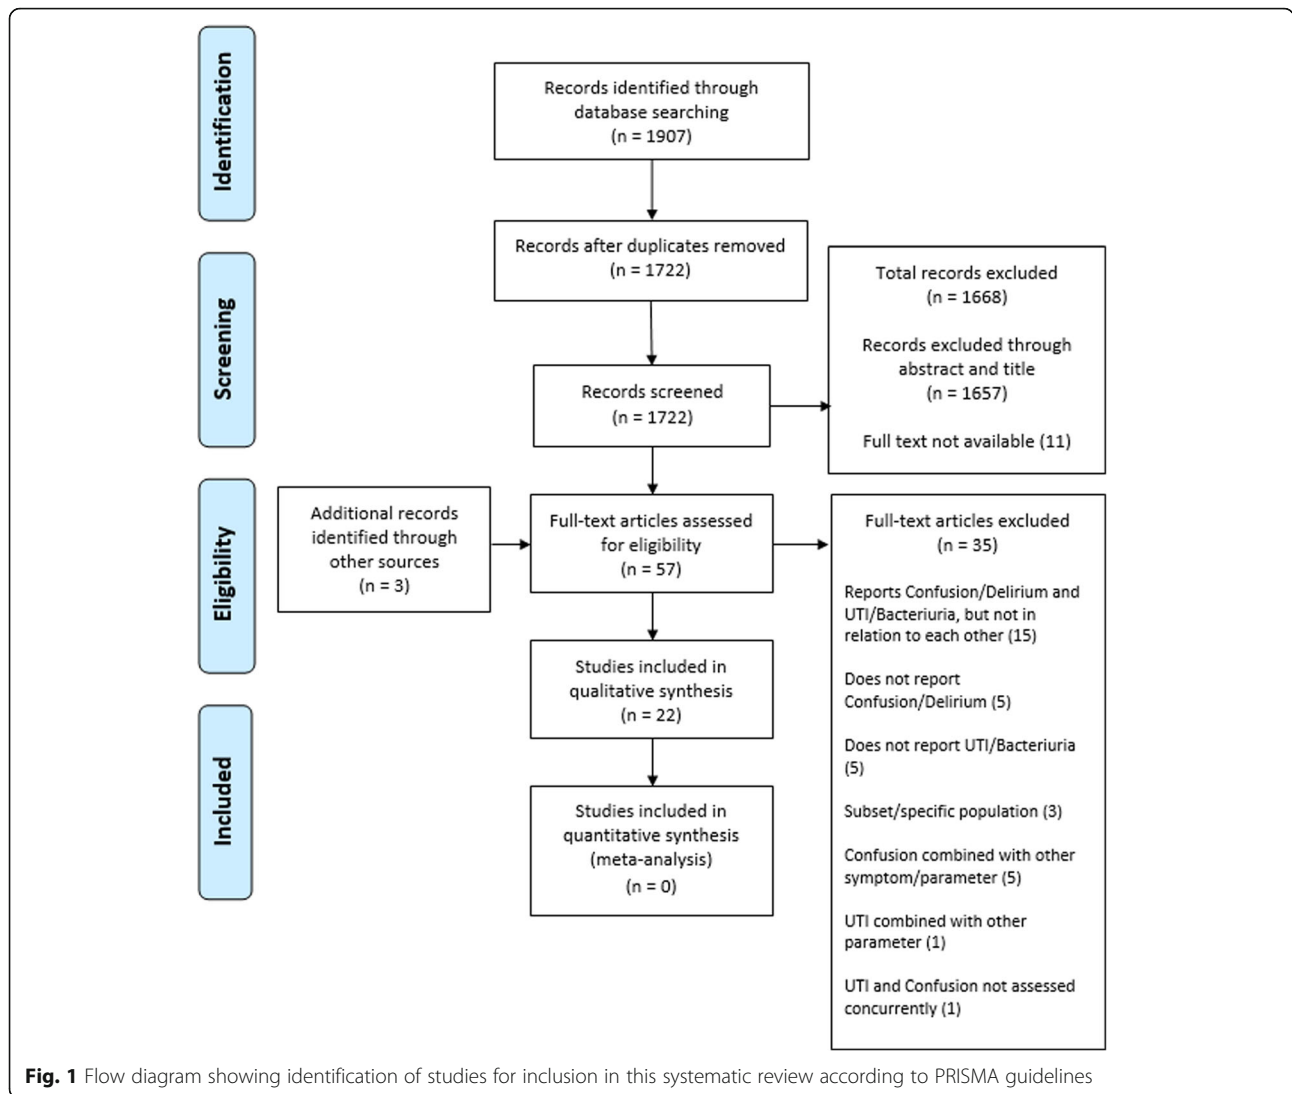 Identification
Records identified through
database searching
(n = 1907)
Screening
Records after duplicates removed
(n = 1722)
Records screened
(n = 1722)
Total records excluded
(n = 1668)
Records excluded through
abstract and title
(n = 1657)
Full text not available (11)
Eligibility
Additional records
identified through
other sources
(n = 3)
Full-text articles assessed
for eligibility
(n = 57)
Full-text articles excluded
(n = 35)
Reports Confusion/Delirium and
UTI/Bacteriuria, but not in
relation to each other (15)
Does not report
Confusion/Delirium (5)
Does not report UTI/Bacteriuria
(5)
Subset/specific population (3)
Confusion combined with other
symptom/parameter (5)
UTI combined with other
parameter (1)
UTI and Confusion not assessed
concurrently (1)
Studies included in
qualitative synthesis
(n = 22)
Included
Studies included in
quantitative synthesis
(meta-analysis)
(n = 0)
Fig. 1 Flow diagram showing identification of studies for inclusion in this systematic review according to PRISMA guidelines